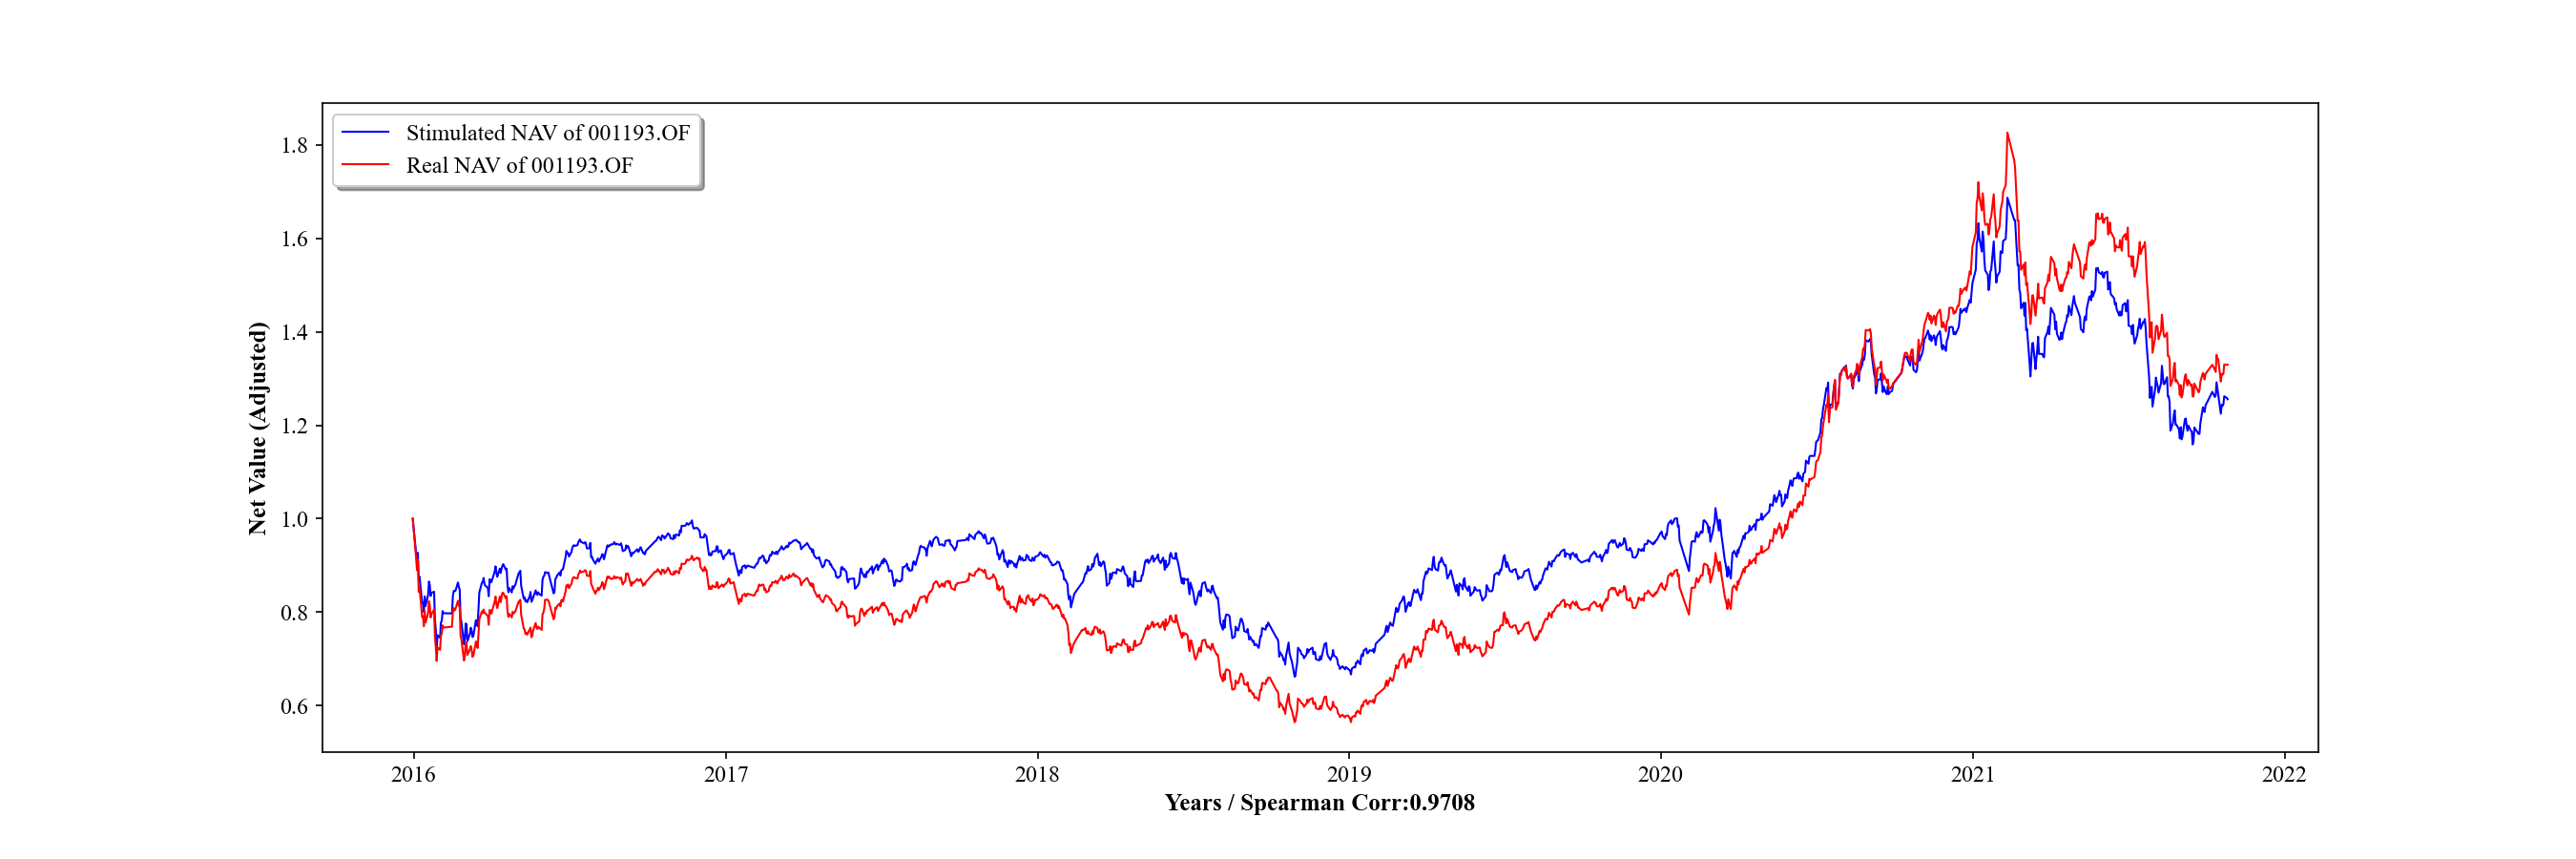 Stimulated NAV of 001193.OF
Real NAV of 001193.OF
Net Value (Adjusted)
1.8
1.6
1.4
1.2
1.0
0.8
0.6
2016 2017 2018 2019 2020 2021 2022
Years / Spearman Corr:0.9708